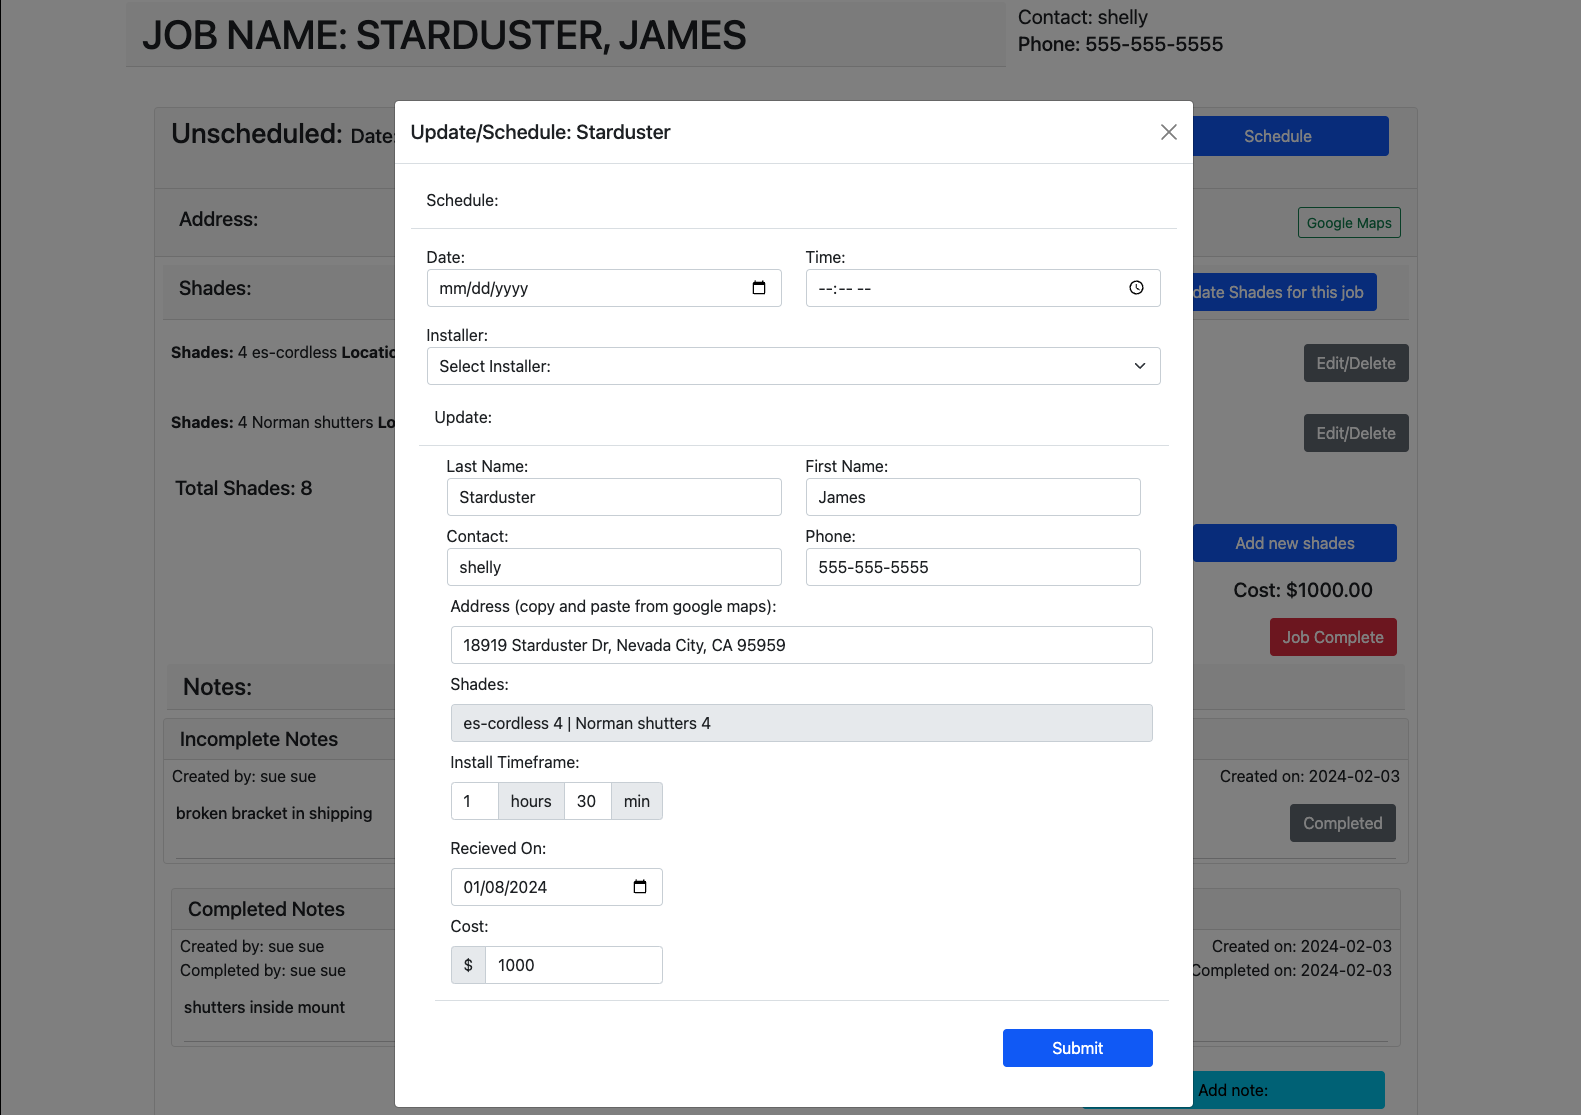 JOB NAME: STARDUSTER, JAMES
Contact: shelly
Phone: 555-555-5555
Unscheduled: Date:
Schedule
Address:
Google Maps
Shades:
Shades for this job
Shades: 4 es-cordless
Edit/Delete
Shades: 4 Norman shutters
Edit/Delete
Total Shades: 8
Add new shades
Cost: $1000.00
Job Complete
Notes:
Incomplete Notes
Created by: sue sue
Created on: 2024-02-03
broken bracket in shipping
Completed
Completed Notes
Created by: sue sue
Created on: 2024-02-03
Completed by: sue sue
Completed on: 2024-02-03
shutters inside mount
Add note:
Update/Schedule: Starduster
Schedule:
Date:
Time:
mm/dd/yyyy
--:-- --
Installer:
Select Installer:
Update:
Last Name:
First Name:
Starduster
James
Contact:
Phone:
shelly
555-555-5555
Address (copy and paste from google maps):
18919 Starduster Dr, Nevada City, CA 95959
Shades:
es-cordless 4 | Norman shutters 4
Install Timeframe:
1 hours 30 min
Recieved On:
01/08/2024
Cost:
$ 1000
Submit